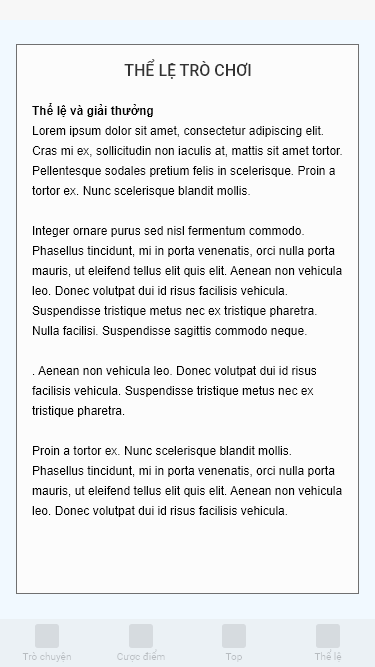 THỂ LỆ TRÒ CHƠI
Thể lệ và giải thưởng
Lorem ipsum dolor sit amet, consectetur adipiscing elit.
Cras mi ex, sollicitudin non iaculis at, mattis sit amet tortor.
Pellentesque sodales pretium felis in scelerisque. Proin a
tortor ex. Nunc scelerisque blandit mollis.
Integer ornare purus sed nisl fermentum commodo.
Phasellus tincidunt, mi in porta venenatis, orci nulla porta
mauris, ut eleifend tellus elit quis elit. Aenean non vehicula
leo. Donec volutpat dui id risus facilisis vehicula.
Suspendisse tristique metus nec ex tristique pharetra.
Nulla facilisi. Suspendisse sagittis commodo neque.
. Aenean non vehicula leo. Donec volutpat dui id risus
facilisis vehicula. Suspendisse tristique metus nec ex
tristique pharetra.
Proin a tortor ex. Nunc scelerisque blandit mollis.
Phasellus tincidunt, mi in porta venenatis, orci nulla porta
mauris, ut eleifend tellus elit quis elit. Aenean non vehicula
leo. Donec volutpat dui id risus facilisis vehicula.
Trò chuyện Cược điểm Top Thể lệ